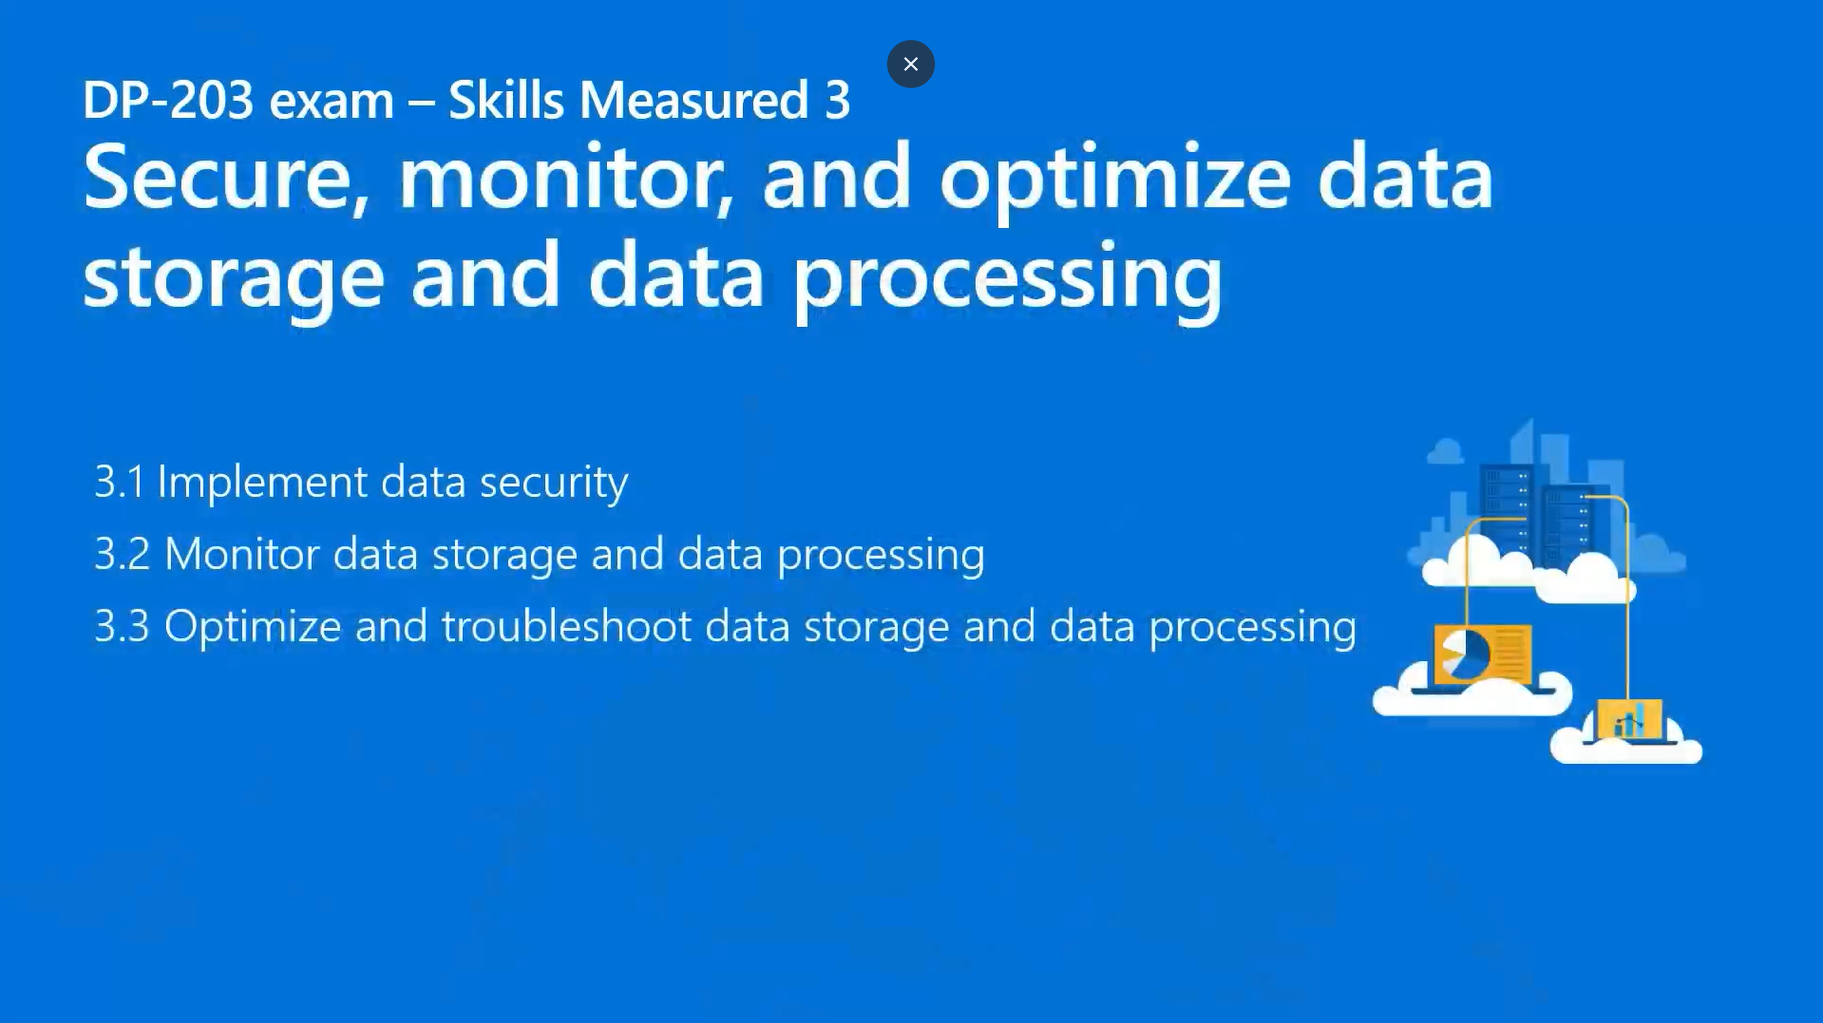 DP-203 exam – Skills Measured 3
Secure, monitor, and optimize data
storage and data processing
3.1 Implement data security
3.2 Monitor data storage and data processing
3.3 Optimize and troubleshoot data storage and data processing